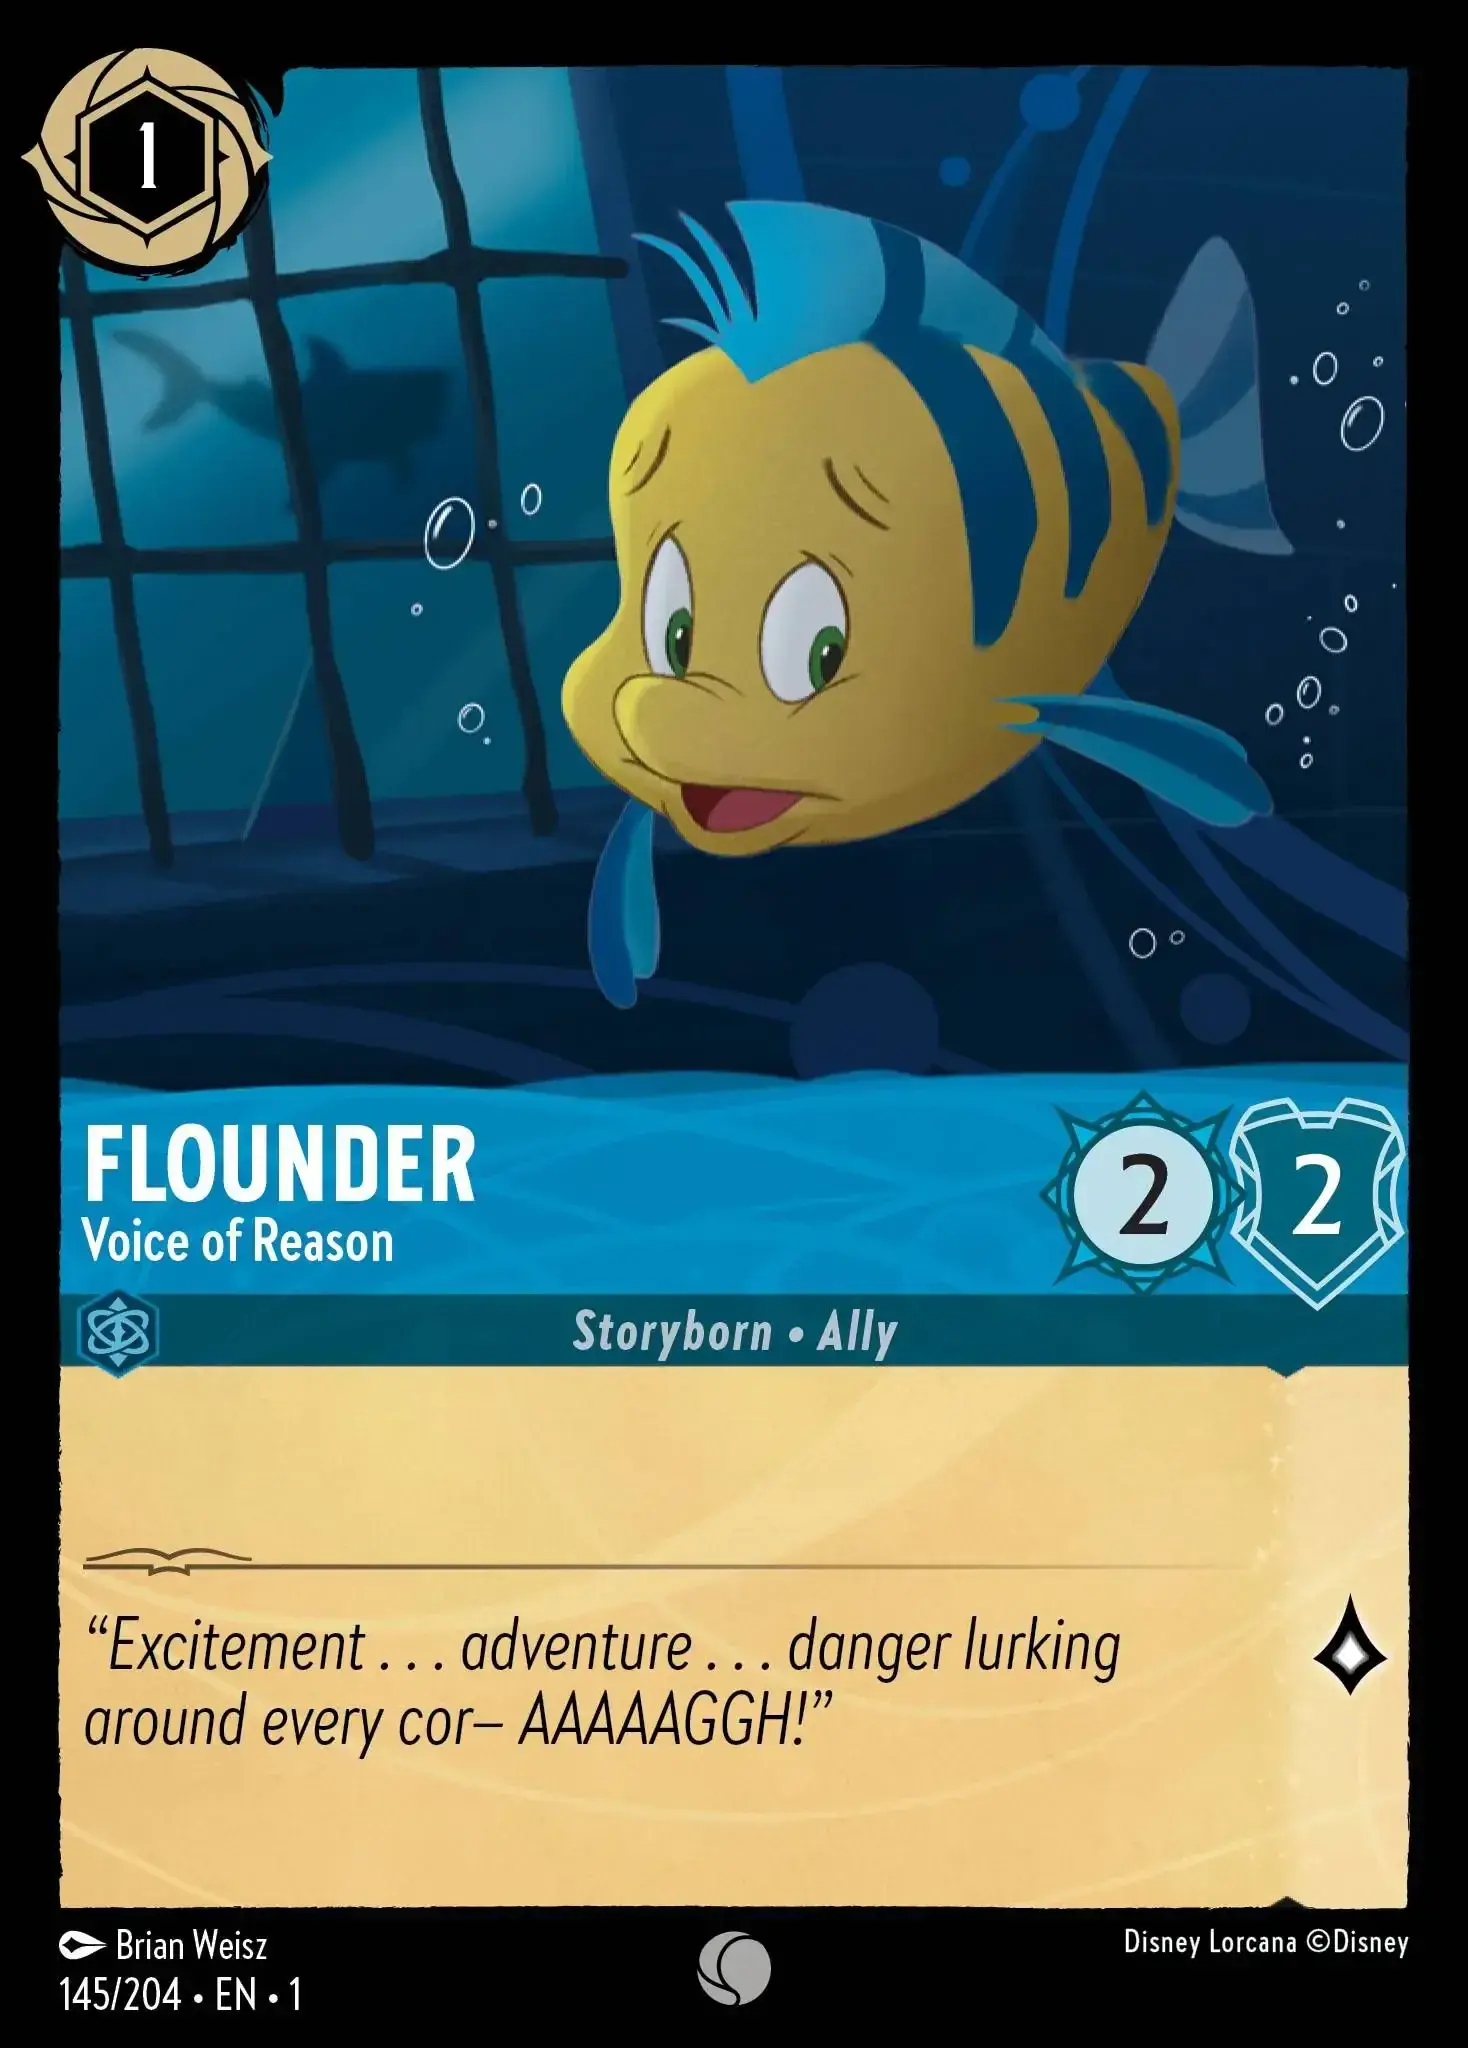 1
FLOUNDER
Voice of Reason
2
2
Storyborn • Ally
“Excitement . . . adventure . . . danger lurking
around every cor– AAAAAGGH!”
Brian Weisz
Disney Lorcana ©Disney
145/204 • EN • 1